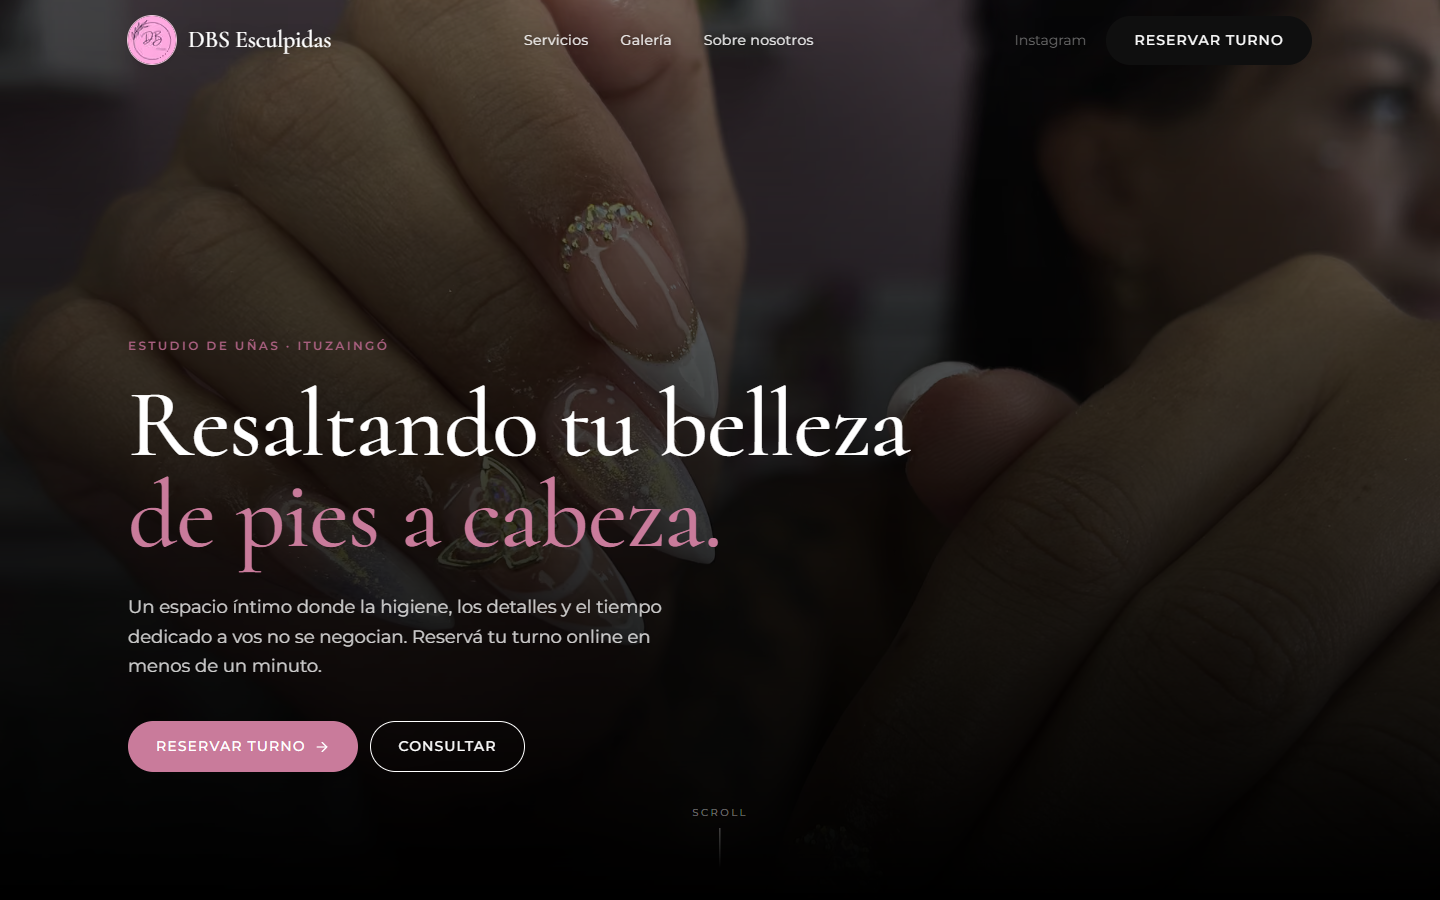 DB
DBS Esculpidas
Servicios
Galería
Sobre nosotros
Instagram
RESERVAR TURNO
ESTUDIO DE UÑAS · ITUZAINGÓ
Resaltando tu belleza
de pies a cabeza.
Un espacio íntimo donde la higiene, los detalles y el tiempo
dedicado a vos no se negocian. Reservá tu turno online en
menos de un minuto.
RESERVAR TURNO →
CONSULTAR
SCROLL